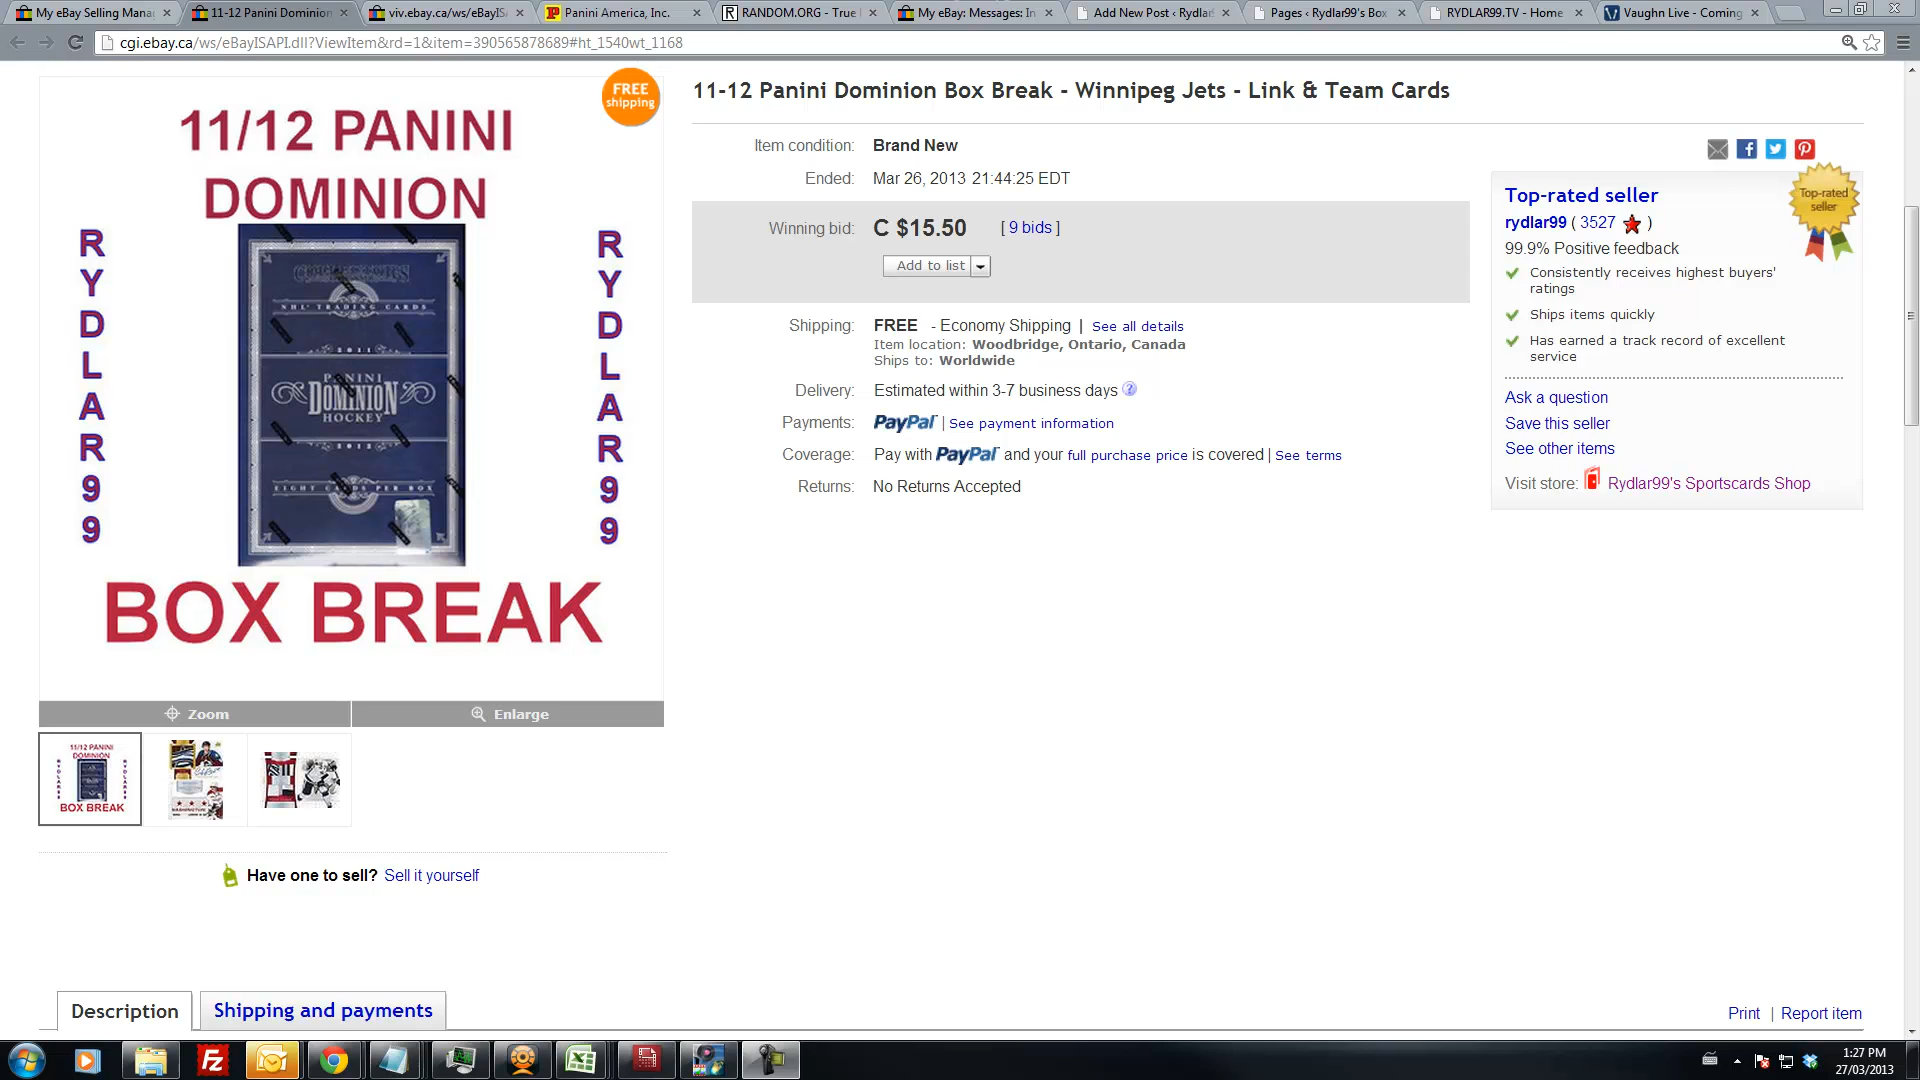 My eBay Selling Mana
11-12 Panini Dominion
viv.ebay.ca/ws/eBayIS
Panini America, Inc.
RANDOM.ORG - True
My eBay: Messages: In
Add New Post ‹ Rydlar
Pages ‹ Rydlar99's Box
RYDLAR99.TV - Home
Vaughn Live - Coming
cgi.ebay.ca/ws/eBayISAPI.dll?ViewItem&rd=1&item=390565878689#ht_1540wt_1168
FREE
shipping
11/12 PANINI
DOMINION
RYDLAR99
RYDLAR99
NHL® TRADING CARDS
2011
PANINI
DOMINION
HOCKEY
2012
EIGHT CARDS PER BOX
BOX BREAK
Zoom
Enlarge
11/12 PANINI
DOMINION
BOX BREAK
WASHINGTON
Have one to sell? Sell it yourself
11-12 Panini Dominion Box Break - Winnipeg Jets - Link & Team Cards
Item condition: Brand New
Ended: Mar 26, 2013 21:44:25 EDT
Winning bid: C $15.50 [ 9 bids ]
Add to list
Shipping: FREE - Economy Shipping | See all details
Item location: Woodbridge, Ontario, Canada
Ships to: Worldwide
Delivery: Estimated within 3-7 business days ?
Payments: PayPal | See payment information
Coverage: Pay with PayPal and your full purchase price is covered | See terms
Returns: No Returns Accepted
Top-rated seller
Top-rated
seller
rydlar99 ( 3527 )
99.9% Positive feedback
Consistently receives highest buyers'
ratings
Ships items quickly
Has earned a track record of excellent
service
Ask a question
Save this seller
See other items
Visit store: Rydlar99's Sportscards Shop
Description
Shipping and payments
Print | Report item
1:27 PM
27/03/2013